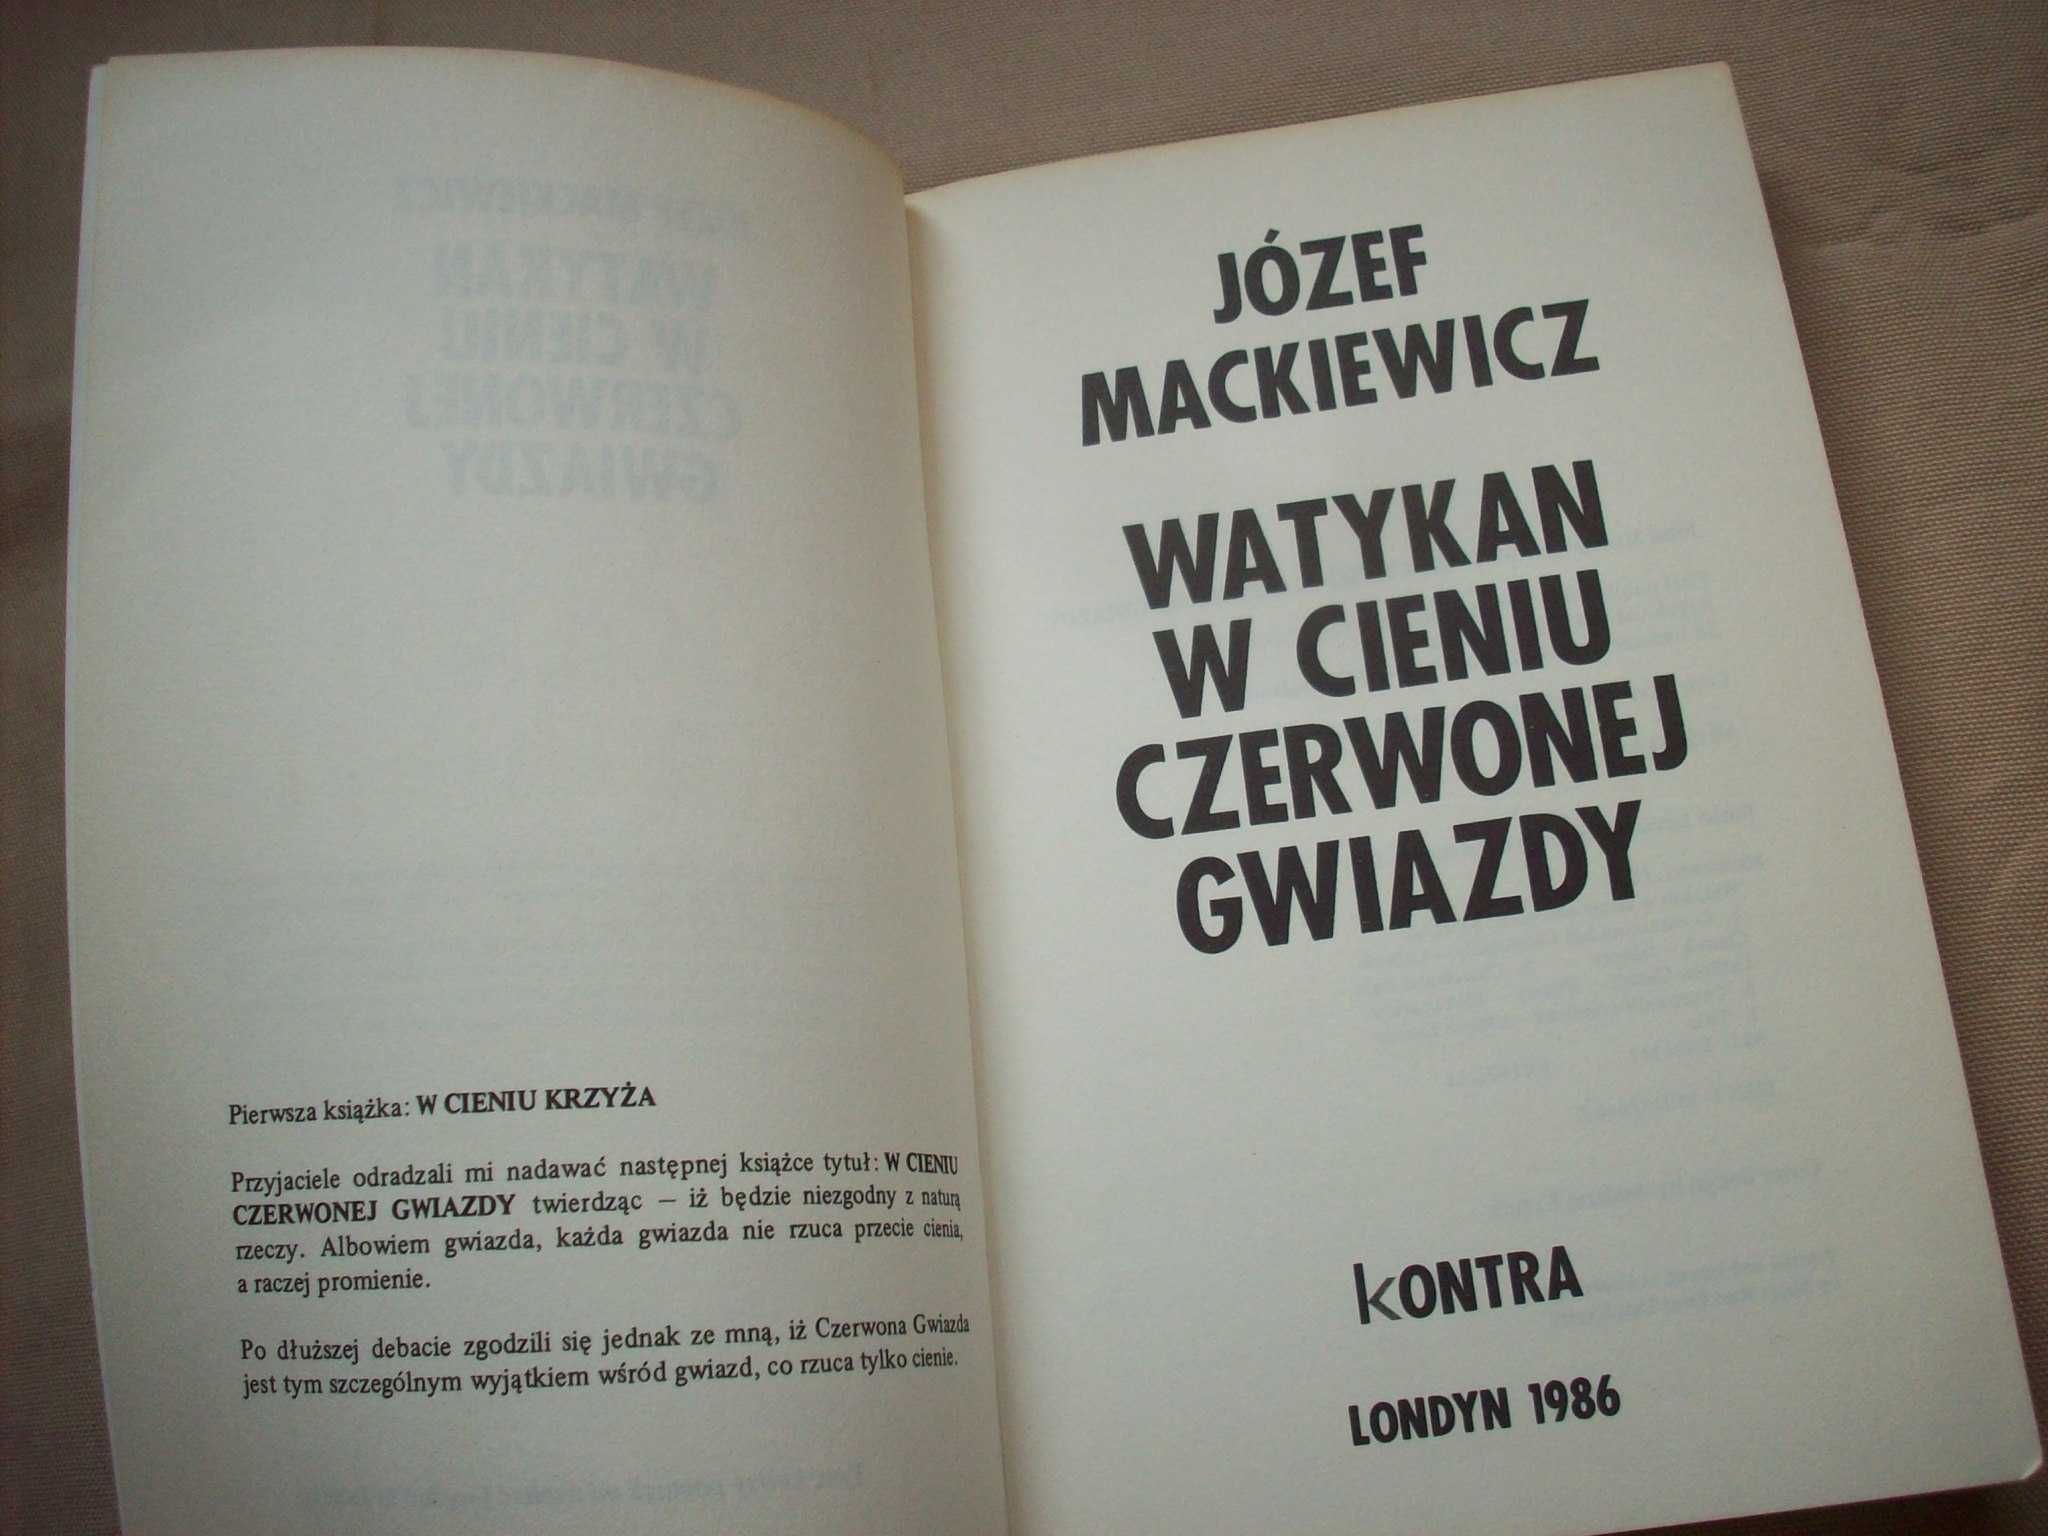 Pierwsza książka: W CIENIU KRZYŻA
Przyjaciele odradzali mi nadawać następnej książce tytuł: W CIENIU
CZERWONEJ GWIAZDY twierdząc — iż będzie niezgodny z naturą
rzeczy. Albowiem gwiazda, każda gwiazda nie rzuca przecie cienia,
a raczej promienie.
Po dłuższej debacie zgodzili się jednak ze mną, iż Czerwona Gwiazda
jest tym szczególnym wyjątkiem wśród gwiazd, co rzuca tylko cienie.
JÓZEF
MACKIEWICZ
WATYKAN
W CIENIU
CZERWONEJ
GWIAZDY
kONTRA
LONDYN 1986